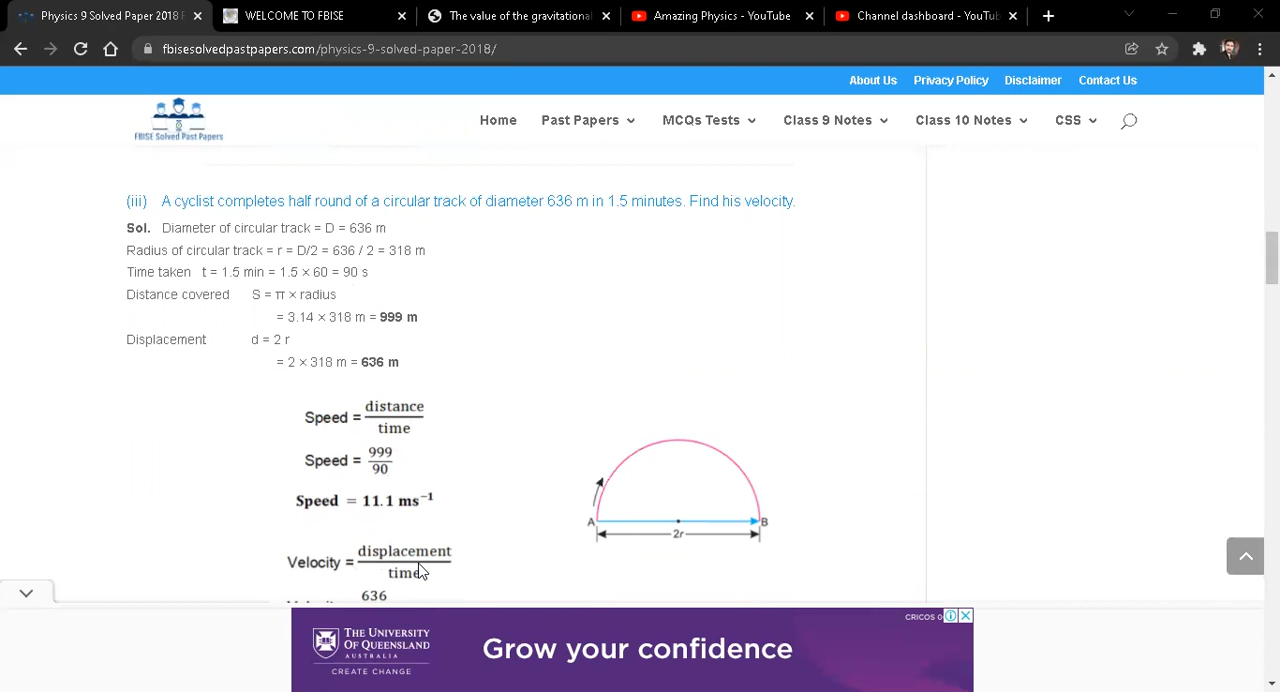 Physics 9 Solved Paper 2018 F
WELCOME TO FBISE
The value of the gravitational
Amazing Physics - YouTube
Channel dashboard - YouTub
fbisesolvedpastpapers.com/physics-9-solved-paper-2018/
About Us Privacy Policy Disclaimer Contact Us
FBISE Solved Past Papers
Home Past Papers MCQs Tests Class 9 Notes Class 10 Notes CSS
(iii) A cyclist completes half round of a circular track of diameter 636 m in 1.5 minutes. Find his velocity.
Sol. Diameter of circular track = D = 636 m
Radius of circular track = r = D/2 = 636 / 2 = 318 m
Time taken t = 1.5 min = 1.5 × 60 = 90 s
Distance covered S = π × radius
= 3.14 × 318 m = 999 m
Displacement d = 2 r
= 2 × 318 m = 636 m
Speed = distance / time
Speed = 999 / 90
Speed = 11.1 ms⁻¹
A B
2r
Velocity = displacement / time
636
CRICOS 0
THE UNIVERSITY
OF QUEENSLAND
AUSTRALIA
CREATE CHANGE
Grow your confidence